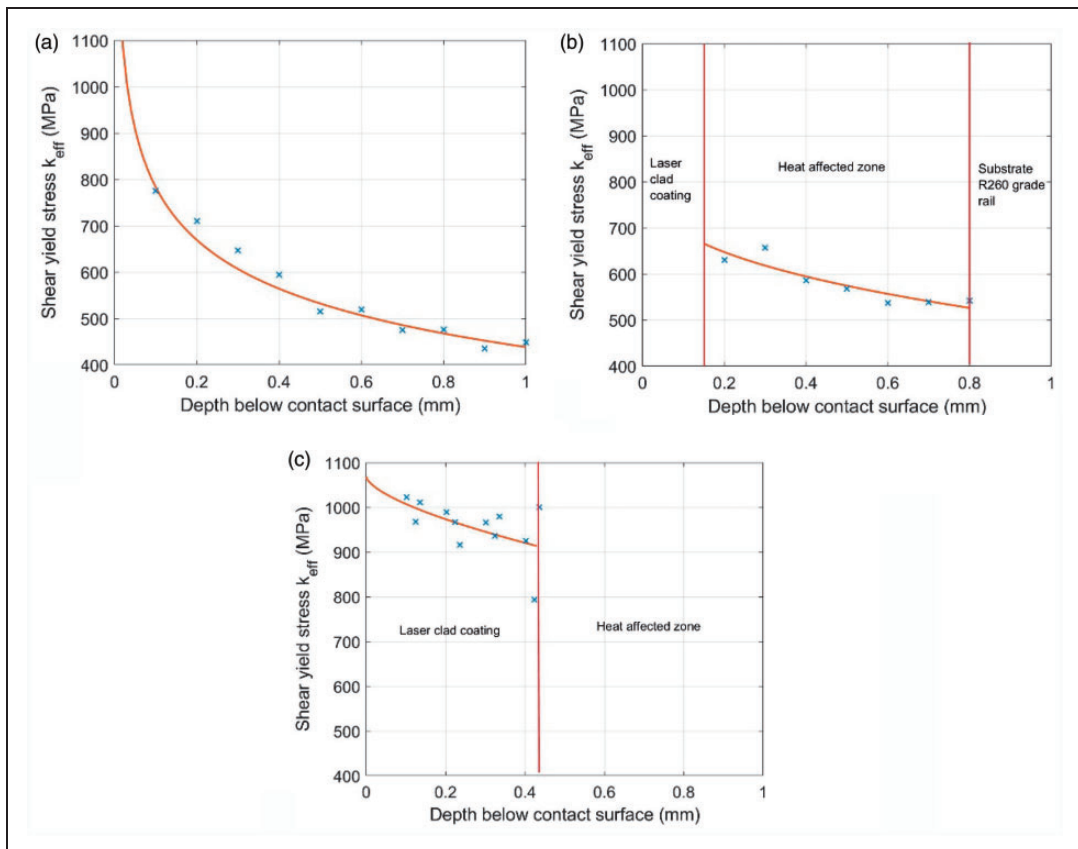 (a)
1100
1000
900
800
700
600
500
400
Shear yield stress k_eff (MPa)
0 0.2 0.4 0.6 0.8 1
Depth below contact surface (mm)
(b)
1100
1000
900
800
700
600
500
400
Shear yield stress k_eff (MPa)
Laser
clad
coating
Heat affected zone
Substrate
R260 grade
rail
0 0.2 0.4 0.6 0.8 1
Depth below contact surface (mm)
(c)
1100
1000
900
800
700
600
500
400
Shear yield stress k_eff (MPa)
Laser clad coating
Heat affected zone
0 0.2 0.4 0.6 0.8 1
Depth below contact surface (mm)